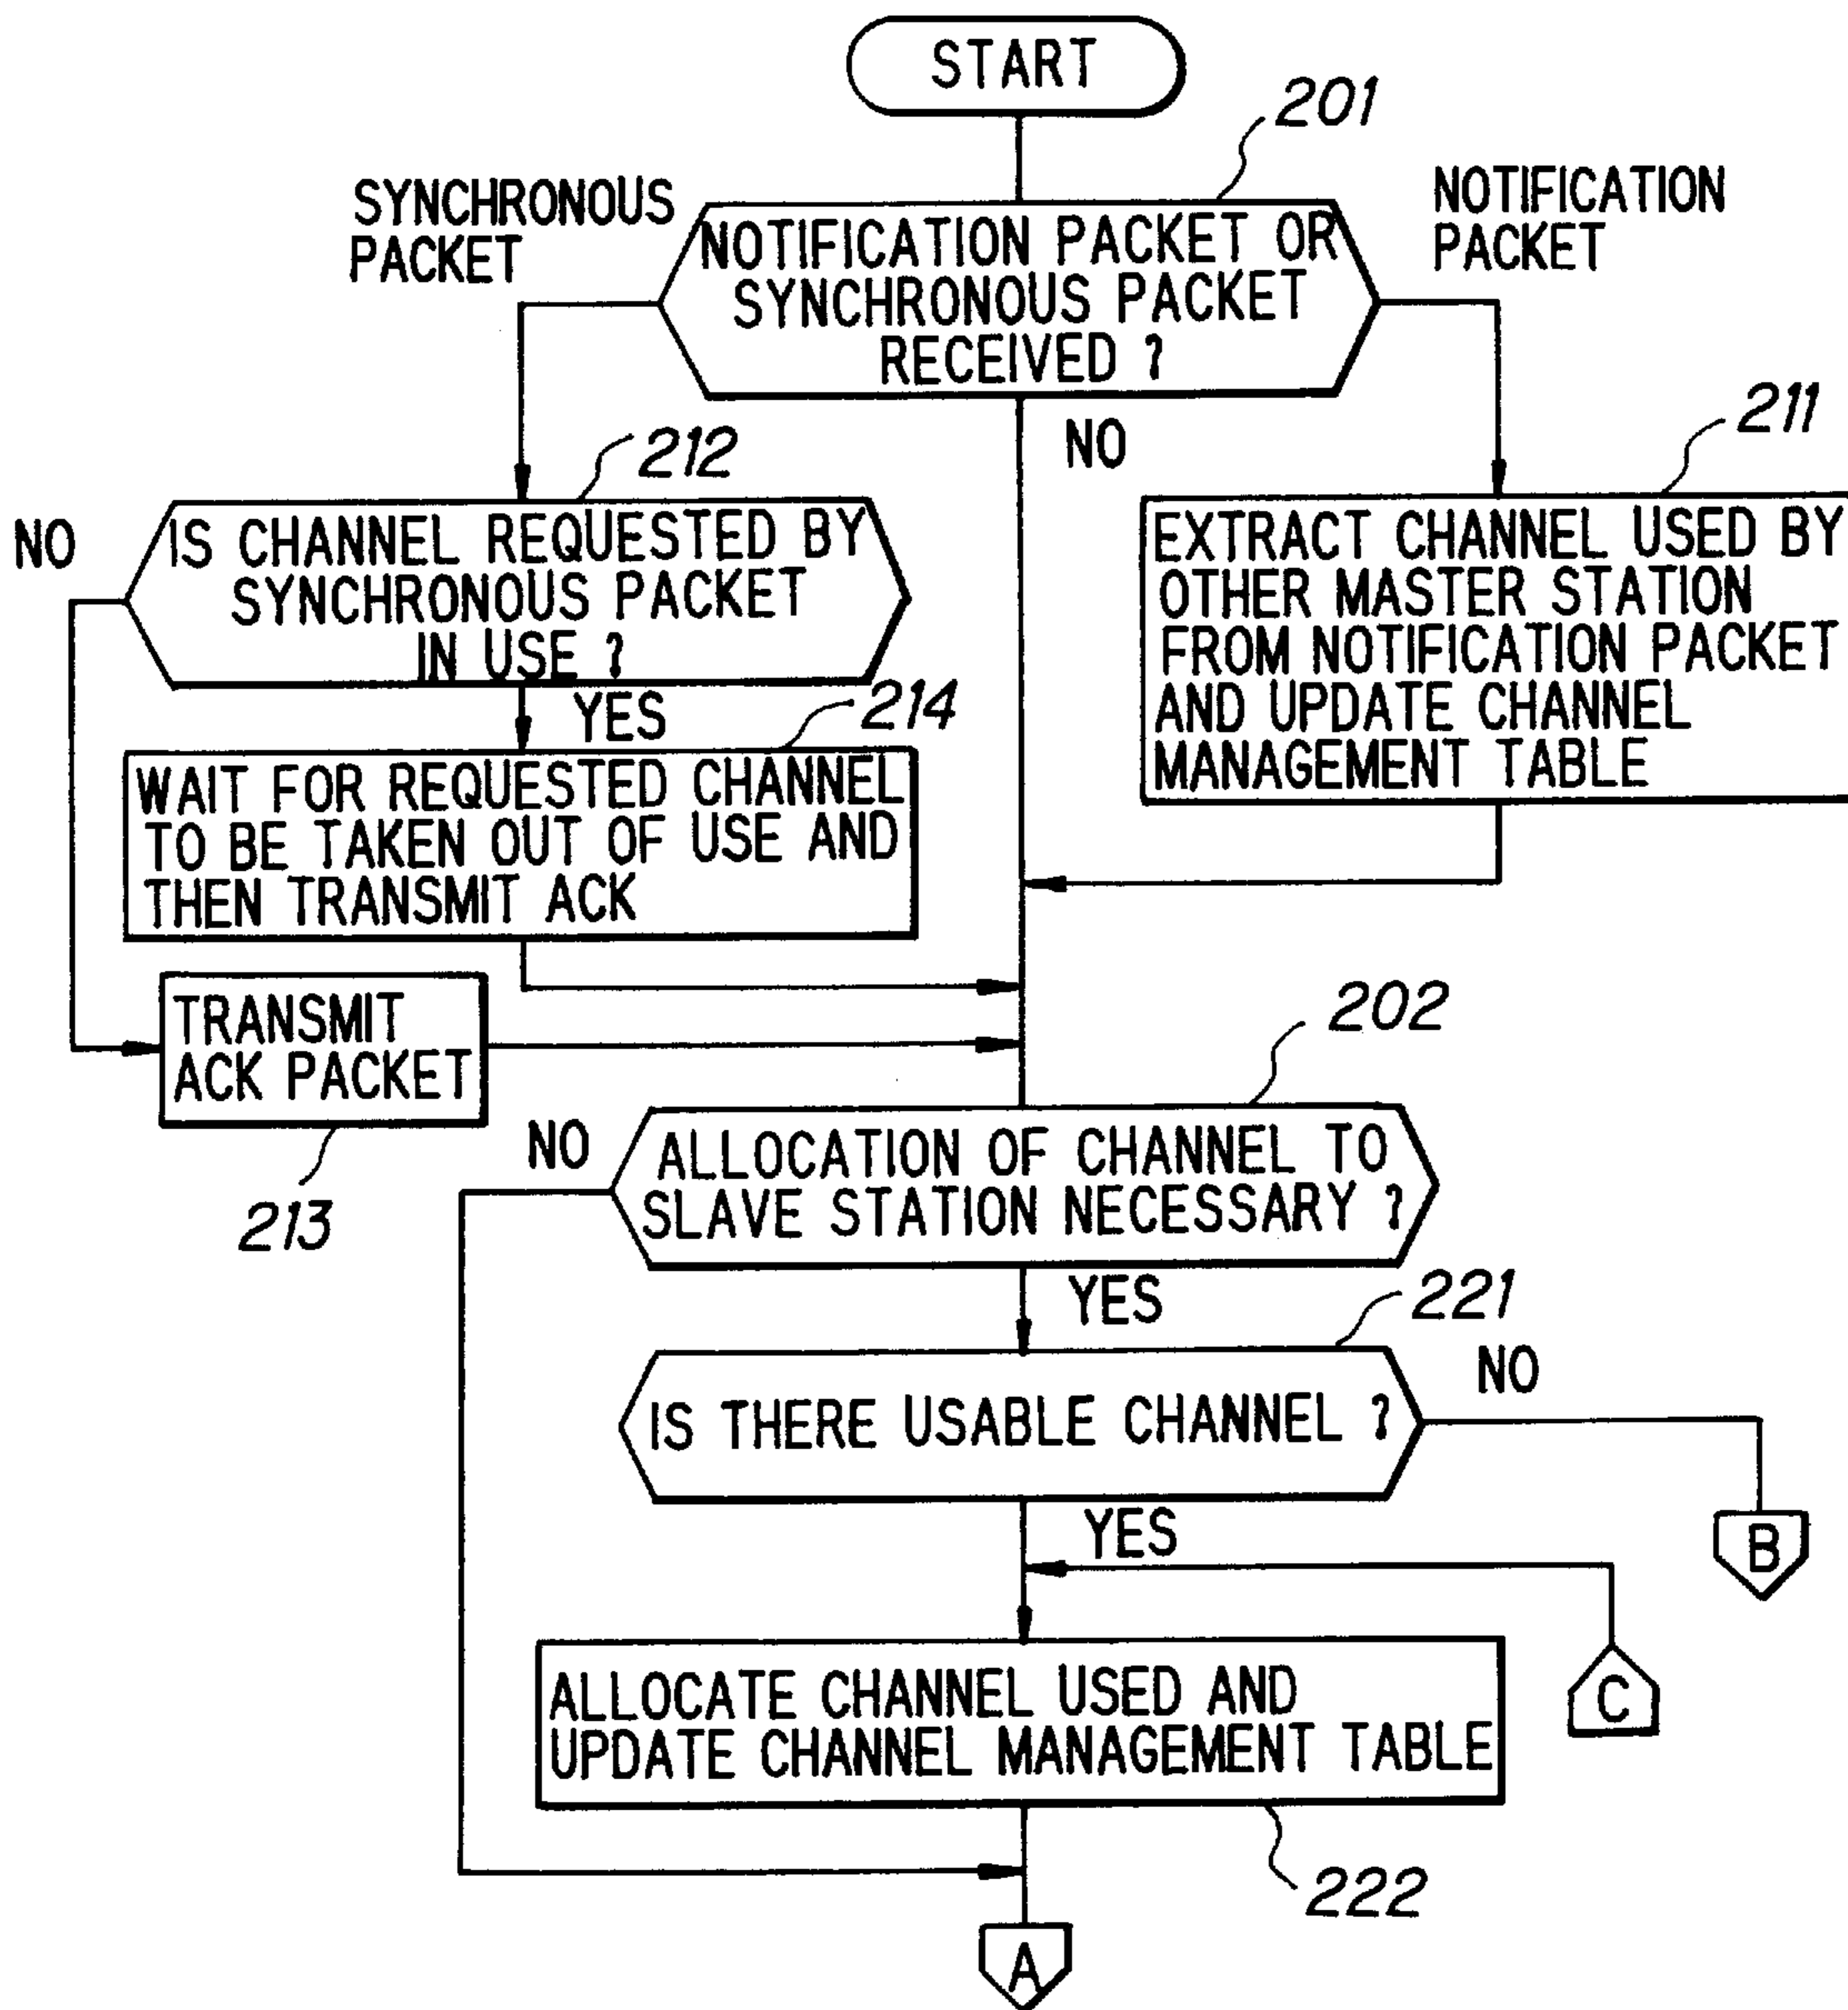 START
201
SYNCHRONOUS
PACKET
NOTIFICATION PACKET OR
SYNCHRONOUS PACKET
RECEIVED ?
NOTIFICATION
PACKET
NO
212
211
NO
IS CHANNEL REQUESTED BY
SYNCHRONOUS PACKET
IN USE ?
EXTRACT CHANNEL USED BY
OTHER MASTER STATION
FROM NOTIFICATION PACKET
AND UPDATE CHANNEL
MANAGEMENT TABLE
YES
214
WAIT FOR REQUESTED CHANNEL
TO BE TAKEN OUT OF USE AND
THEN TRANSMIT ACK
TRANSMIT
ACK PACKET
213
202
NO
ALLOCATION OF CHANNEL TO
SLAVE STATION NECESSARY ?
YES
221
IS THERE USABLE CHANNEL ?
NO
YES
B
C
ALLOCATE CHANNEL USED AND
UPDATE CHANNEL MANAGEMENT TABLE
222
A